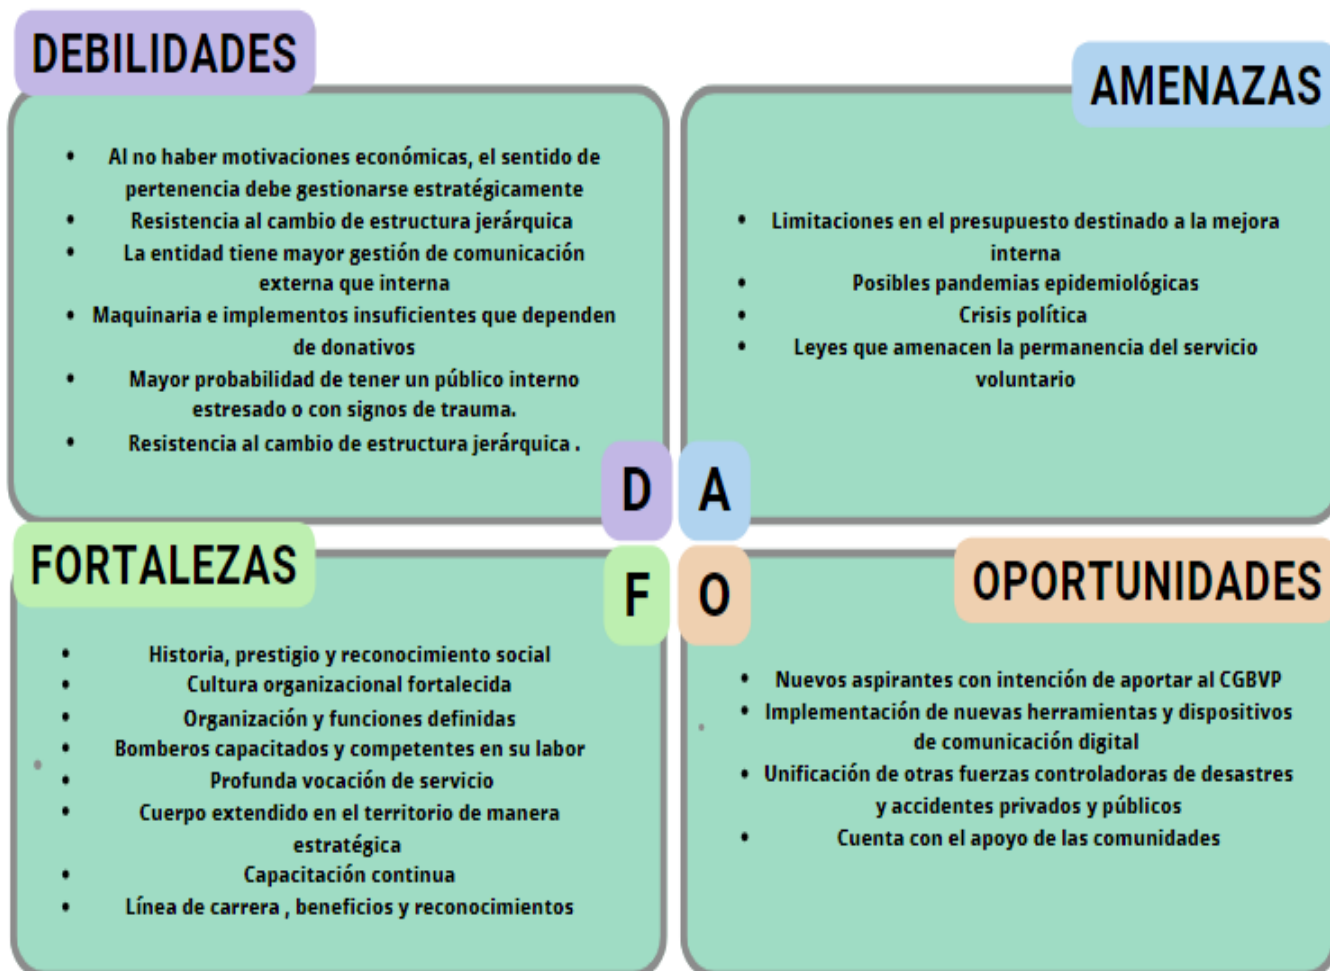 DEBILIDADES
• Al no haber motivaciones económicas, el sentido de
pertenencia debe gestionarse estratégicamente
• Resistencia al cambio de estructura jerárquica
• La entidad tiene mayor gestión de comunicación
externa que interna
• Maquinaria e implementos insuficientes que dependen
de donativos
• Mayor probabilidad de tener un público interno
estresado o con signos de trauma.
• Resistencia al cambio de estructura jerárquica .
AMENAZAS
• Limitaciones en el presupuesto destinado a la mejora
interna
• Posibles pandemias epidemiológicas
• Crisis política
• Leyes que amenacen la permanencia del servicio
voluntario
D A
F O
FORTALEZAS
• Historia, prestigio y reconocimiento social
• Cultura organizacional fortalecida
• Organización y funciones definidas
• Bomberos capacitados y competentes en su labor
• Profunda vocación de servicio
• Cuerpo extendido en el territorio de manera
estratégica
• Capacitación continua
• Línea de carrera , beneficios y reconocimientos
OPORTUNIDADES
• Nuevos aspirantes con intención de aportar al CGBVP
• Implementación de nuevas herramientas y dispositivos
de comunicación digital
• Unificación de otras fuerzas controladoras de desastres
y accidentes privados y públicos
• Cuenta con el apoyo de las comunidades